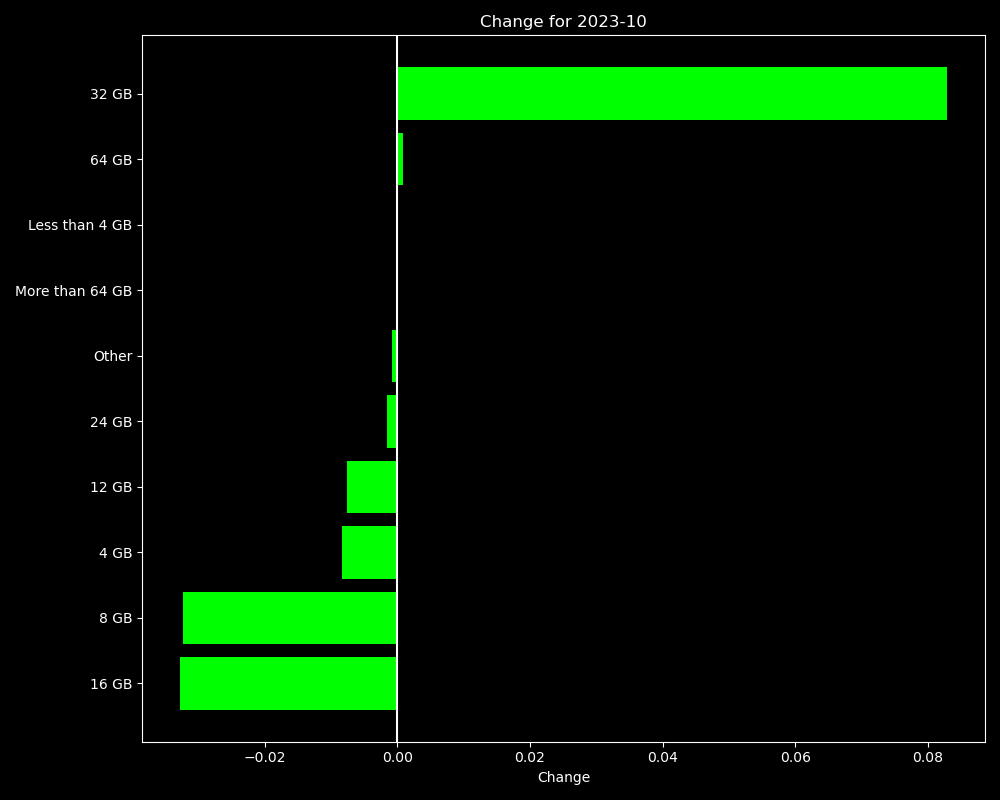 Change for 2023-10
32 GB
64 GB
Less than 4 GB
More than 64 GB
Other
24 GB
12 GB
4 GB
8 GB
16 GB
−0.02 0.00 0.02 0.04 0.06 0.08
Change